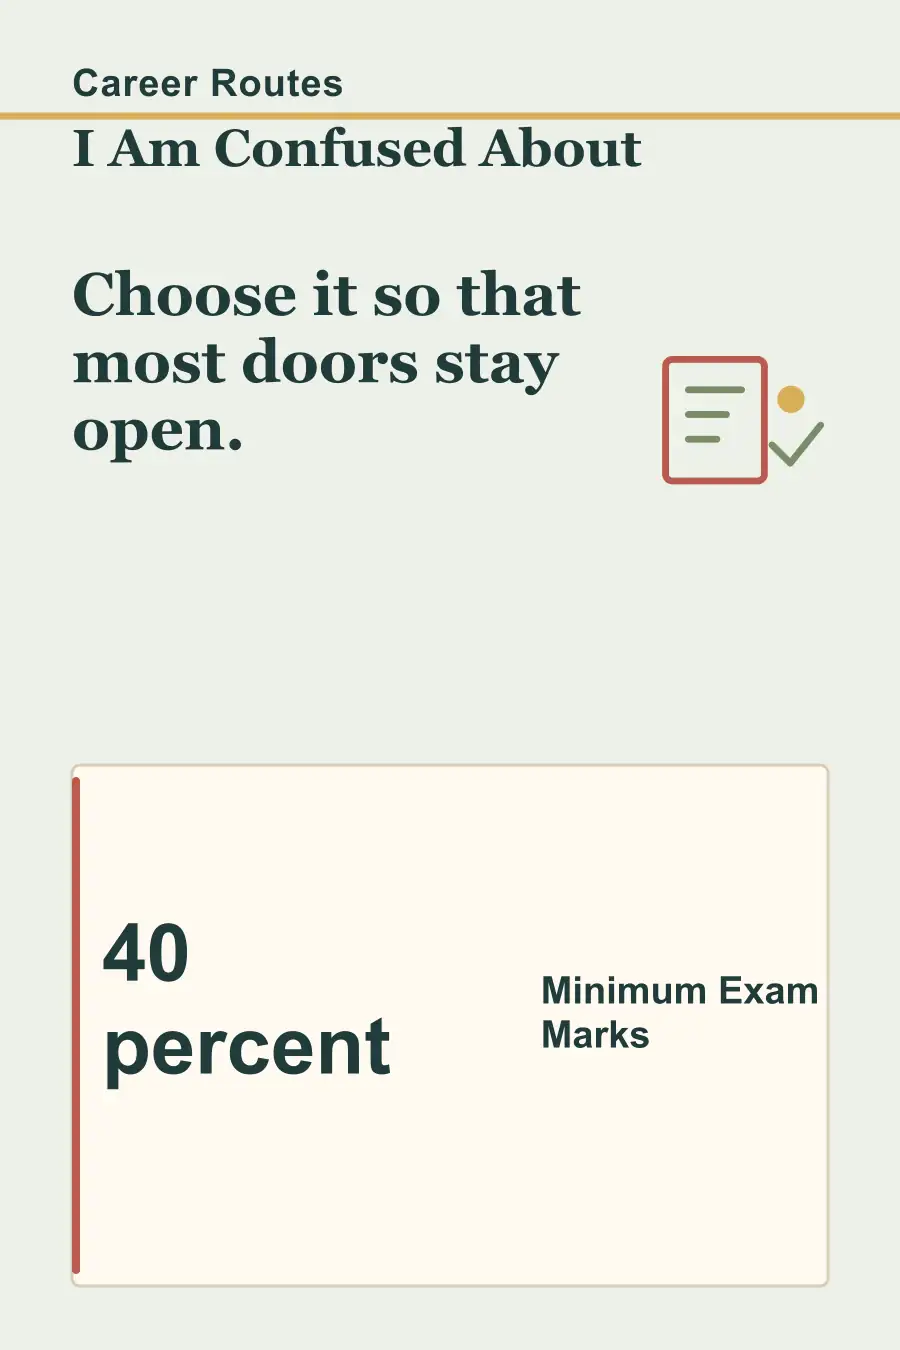 Career Routes
I Am Confused About
Choose it so that
most doors stay
open.
40
percent
Minimum Exam
Marks